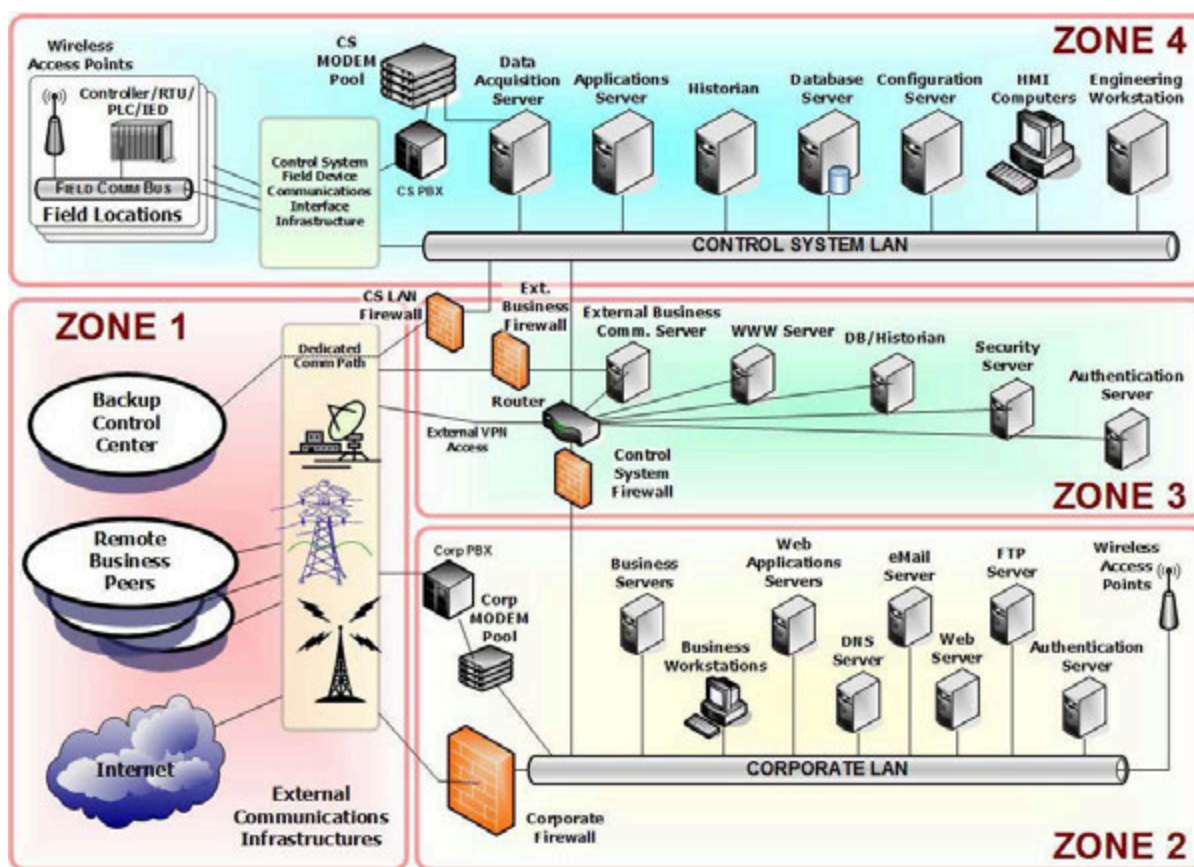 ZONE 4
Wireless
Access Points
Controller/RTU/
PLC/IED
FIELD COMM BUS
Field Locations
Control System
Field Device
Communications
Interface
Infrastructure
CS
MODEM
Pool
CS PBX
Data
Acquisition
Server
Applications
Server
Historian
Database
Server
Configuration
Server
HMI
Computers
Engineering
Workstation
CONTROL SYSTEM LAN
ZONE 1
Backup
Control
Center
Remote
Business
Peers
Internet
External
Communications
Infrastructures
Dedicated
Comm Path
CS LAN
Firewall
Ext.
Business
Firewall
External Business
Comm. Server
WWW Server
DB/Historian
Security
Server
Authentication
Server
Router
External VPN
Access
Control
System
Firewall
ZONE 3
Corp PBX
Corp
MODEM
Pool
Corporate
Firewall
Business
Servers
Business
Workstations
Web
Applications
Servers
DNS
Server
eMail
Server
Web
Server
FTP
Server
Authentication
Server
Wireless
Access
Points
CORPORATE LAN
ZONE 2